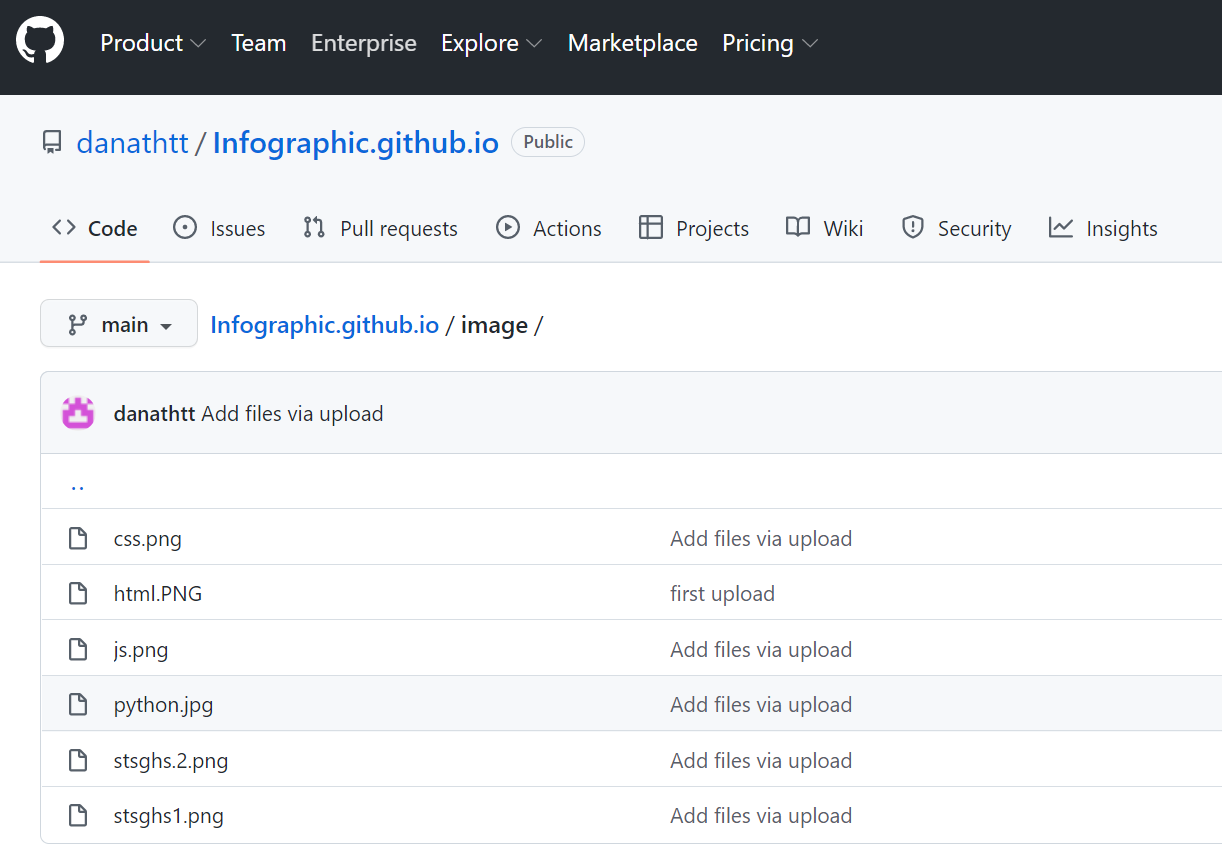 Product Team Enterprise Explore Marketplace Pricing
danathtt / Infographic.github.io Public
Code Issues Pull requests Actions Projects Wiki Security Insights
main Infographic.github.io / image /
danathtt Add files via upload
..
css.png Add files via upload
html.PNG first upload
js.png Add files via upload
python.jpg Add files via upload
stsghs.2.png Add files via upload
stsghs1.png Add files via upload